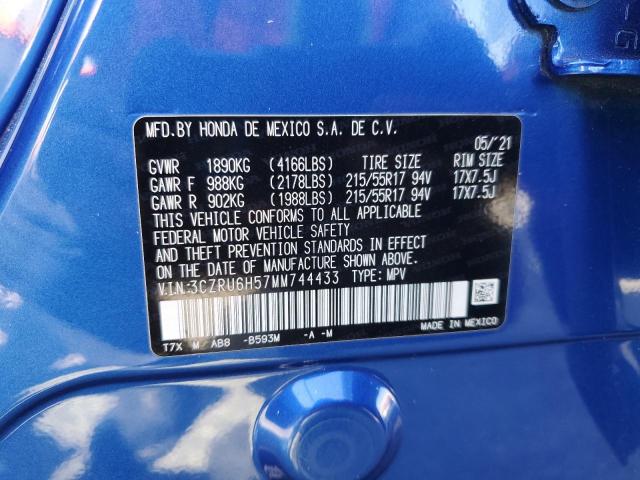 MFD.BY HONDA DE MEXICO S.A. DE C.V.
05/'21
GVWR 1890KG (4166LBS) TIRE SIZE RIM SIZE
GAWR F 988KG (2178LBS) 215/55R17 94V 17X7.5J
GAWR R 902KG (1988LBS) 215/55R17 94V 17X7.5J
THIS VEHICLE CONFORMS TO ALL APPLICABLE
FEDERAL MOTOR VEHICLE SAFETY
AND THEFT PREVENTION STANDARDS IN EFFECT
ON THE DATE OF MANUFACTURE SHOWN ABOVE.
V.I.N:3CZRU6H57MM744433 TYPE: MPV
T7X M/AB8 -B593M -A -M
MADE IN MEXICO